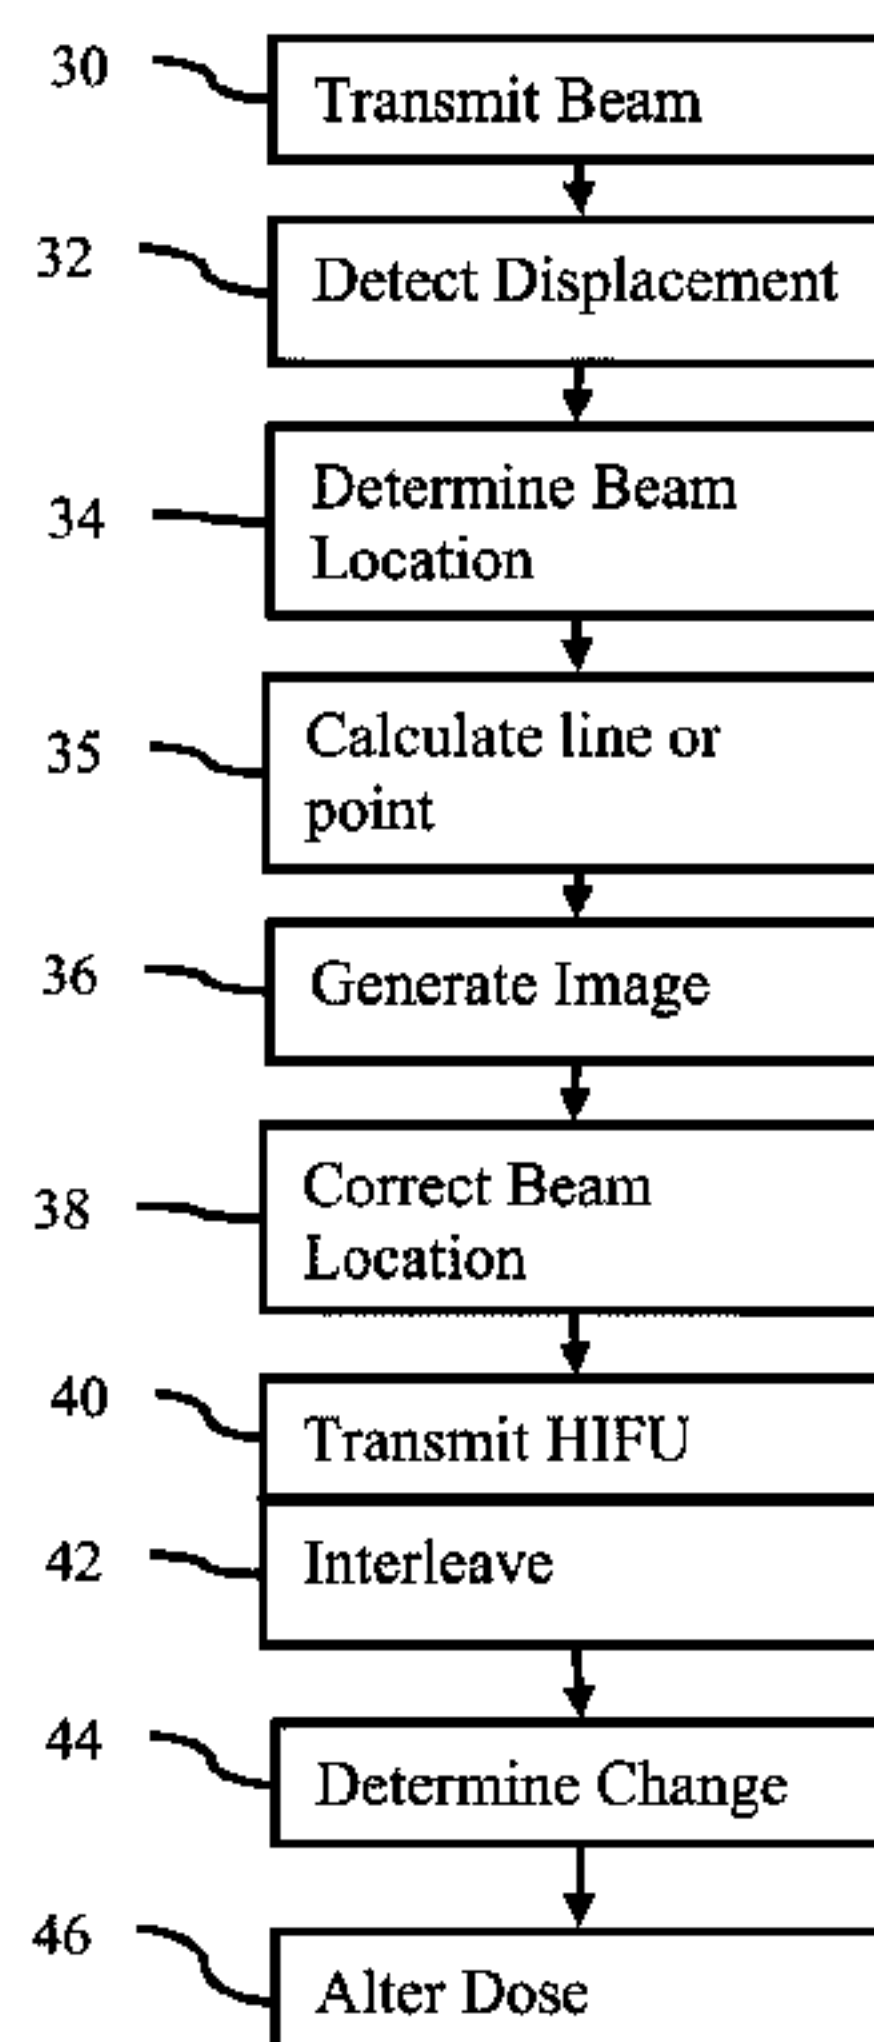 30 Transmit Beam
32 Detect Displacement
34 Determine Beam
Location
35 Calculate line or
point
36 Generate Image
38 Correct Beam
Location
40 Transmit HIFU
42 Interleave
44 Determine Change
46 Alter Dose